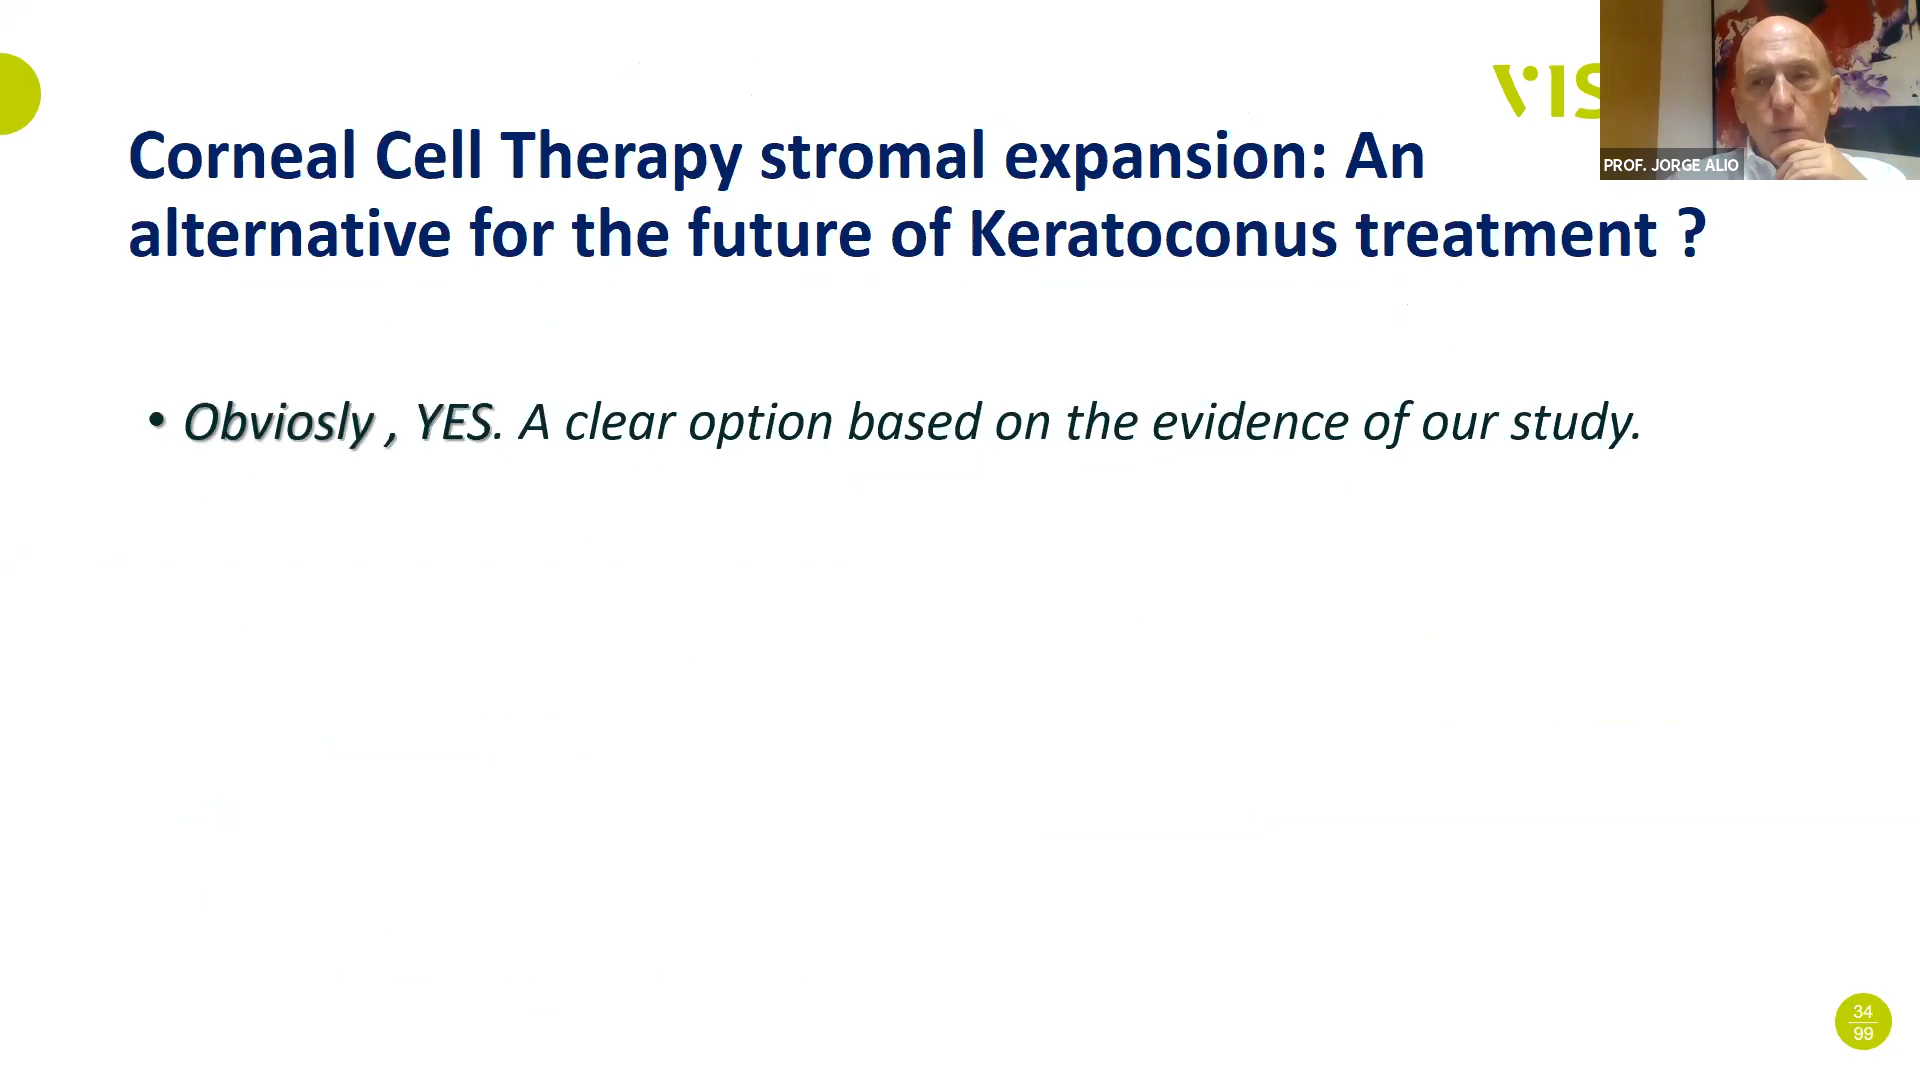 VIS
PROF. JORGE ALIO
Corneal Cell Therapy stromal expansion: An
alternative for the future of Keratoconus treatment ?
• Obviosly , YES. A clear option based on the evidence of our study.
34
99